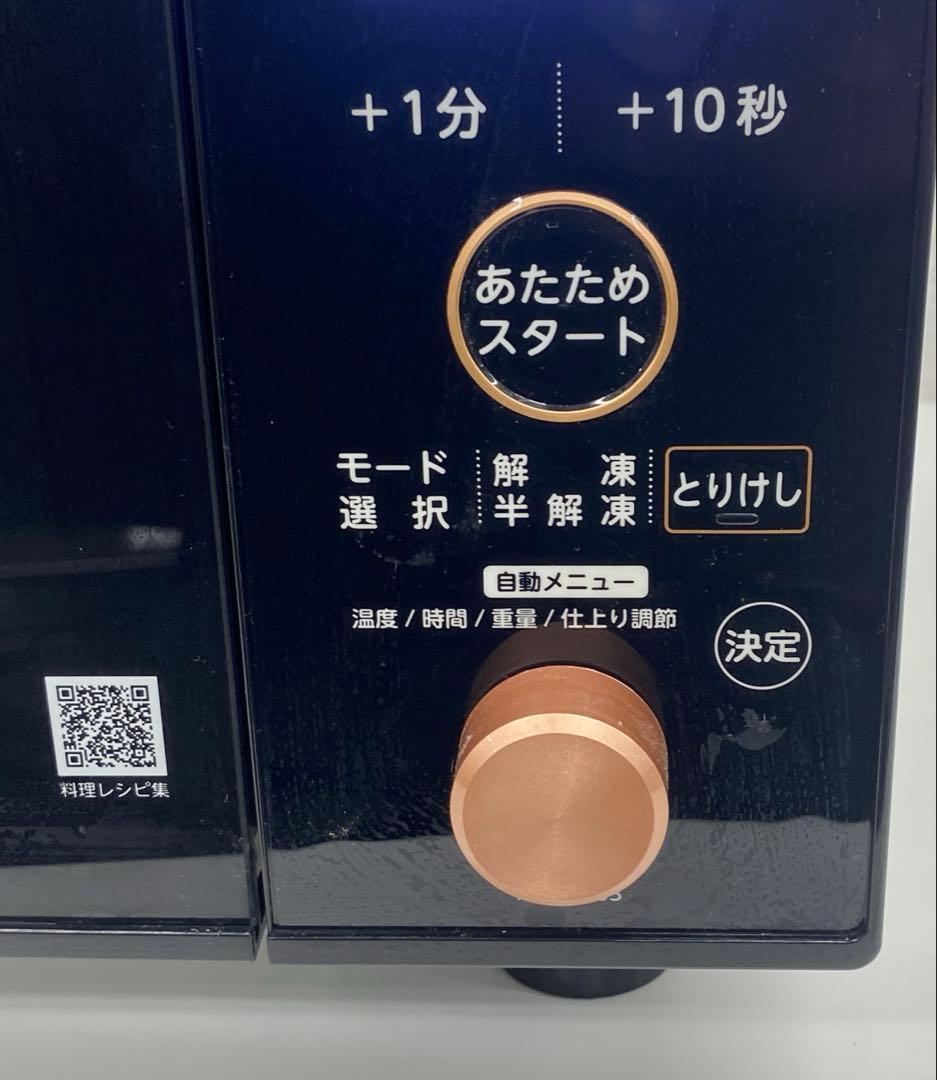 +1分
+10秒
あたため
スタート
モード
選択
解凍
半解凍
とりけし
自動メニュー
温度/時間/重量/仕上り調節
決定
料理レシピ集